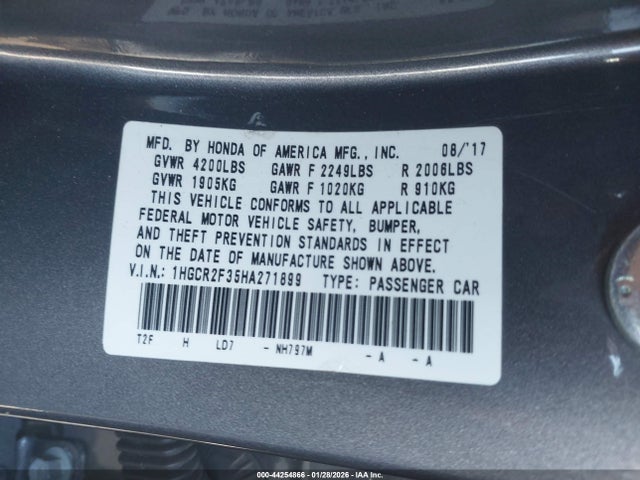 MFD. BY HONDA OF AMERICA MFG., INC. 08/'17
GVWR 4200LBS GAWR F 2249LBS R 2006LBS
GVWR 1905KG GAWR F 1020KG R 910KG
THIS VEHICLE CONFORMS TO ALL APPLICABLE
FEDERAL MOTOR VEHICLE SAFETY, BUMPER,
AND THEFT PREVENTION STANDARDS IN EFFECT
ON THE DATE OF MANUFACTURE SHOWN ABOVE.
V.I.N.: 1HGCR2F35HA271899 TYPE: PASSENGER CAR
T2F H LD7 - NH797M - A - A
000-44254866 - 01/28/2026 - IAA Inc.